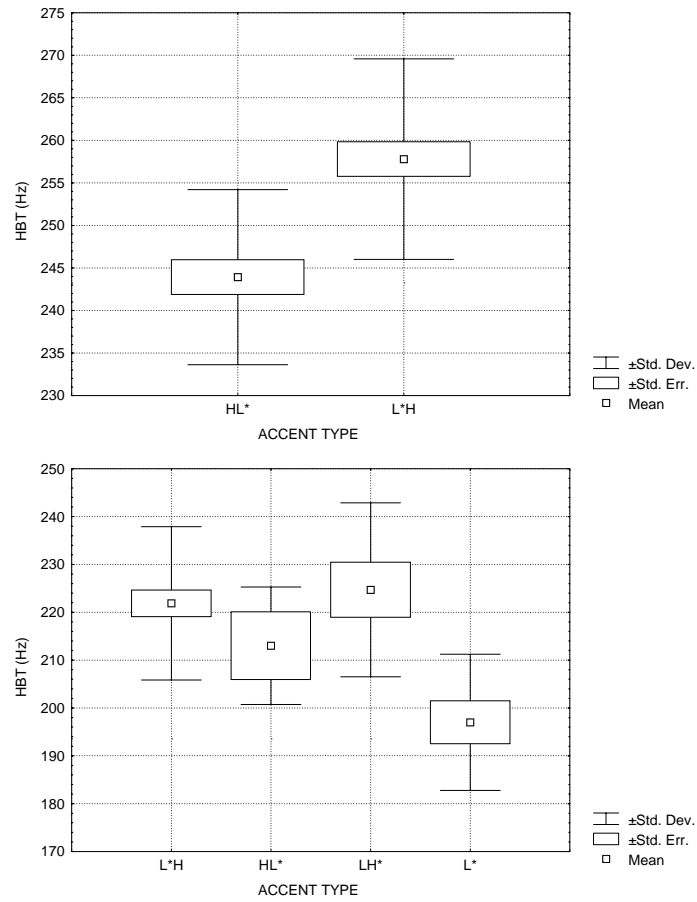 275
270
265
260
255
250
245
240
235
230
HBT (Hz)
HL*
L*H
ACCENT TYPE
±Std. Dev.
±Std. Err.
Mean
250
240
230
220
210
200
190
180
170
HBT (Hz)
L*H
HL*
LH*
L*
ACCENT TYPE
±Std. Dev.
±Std. Err.
Mean